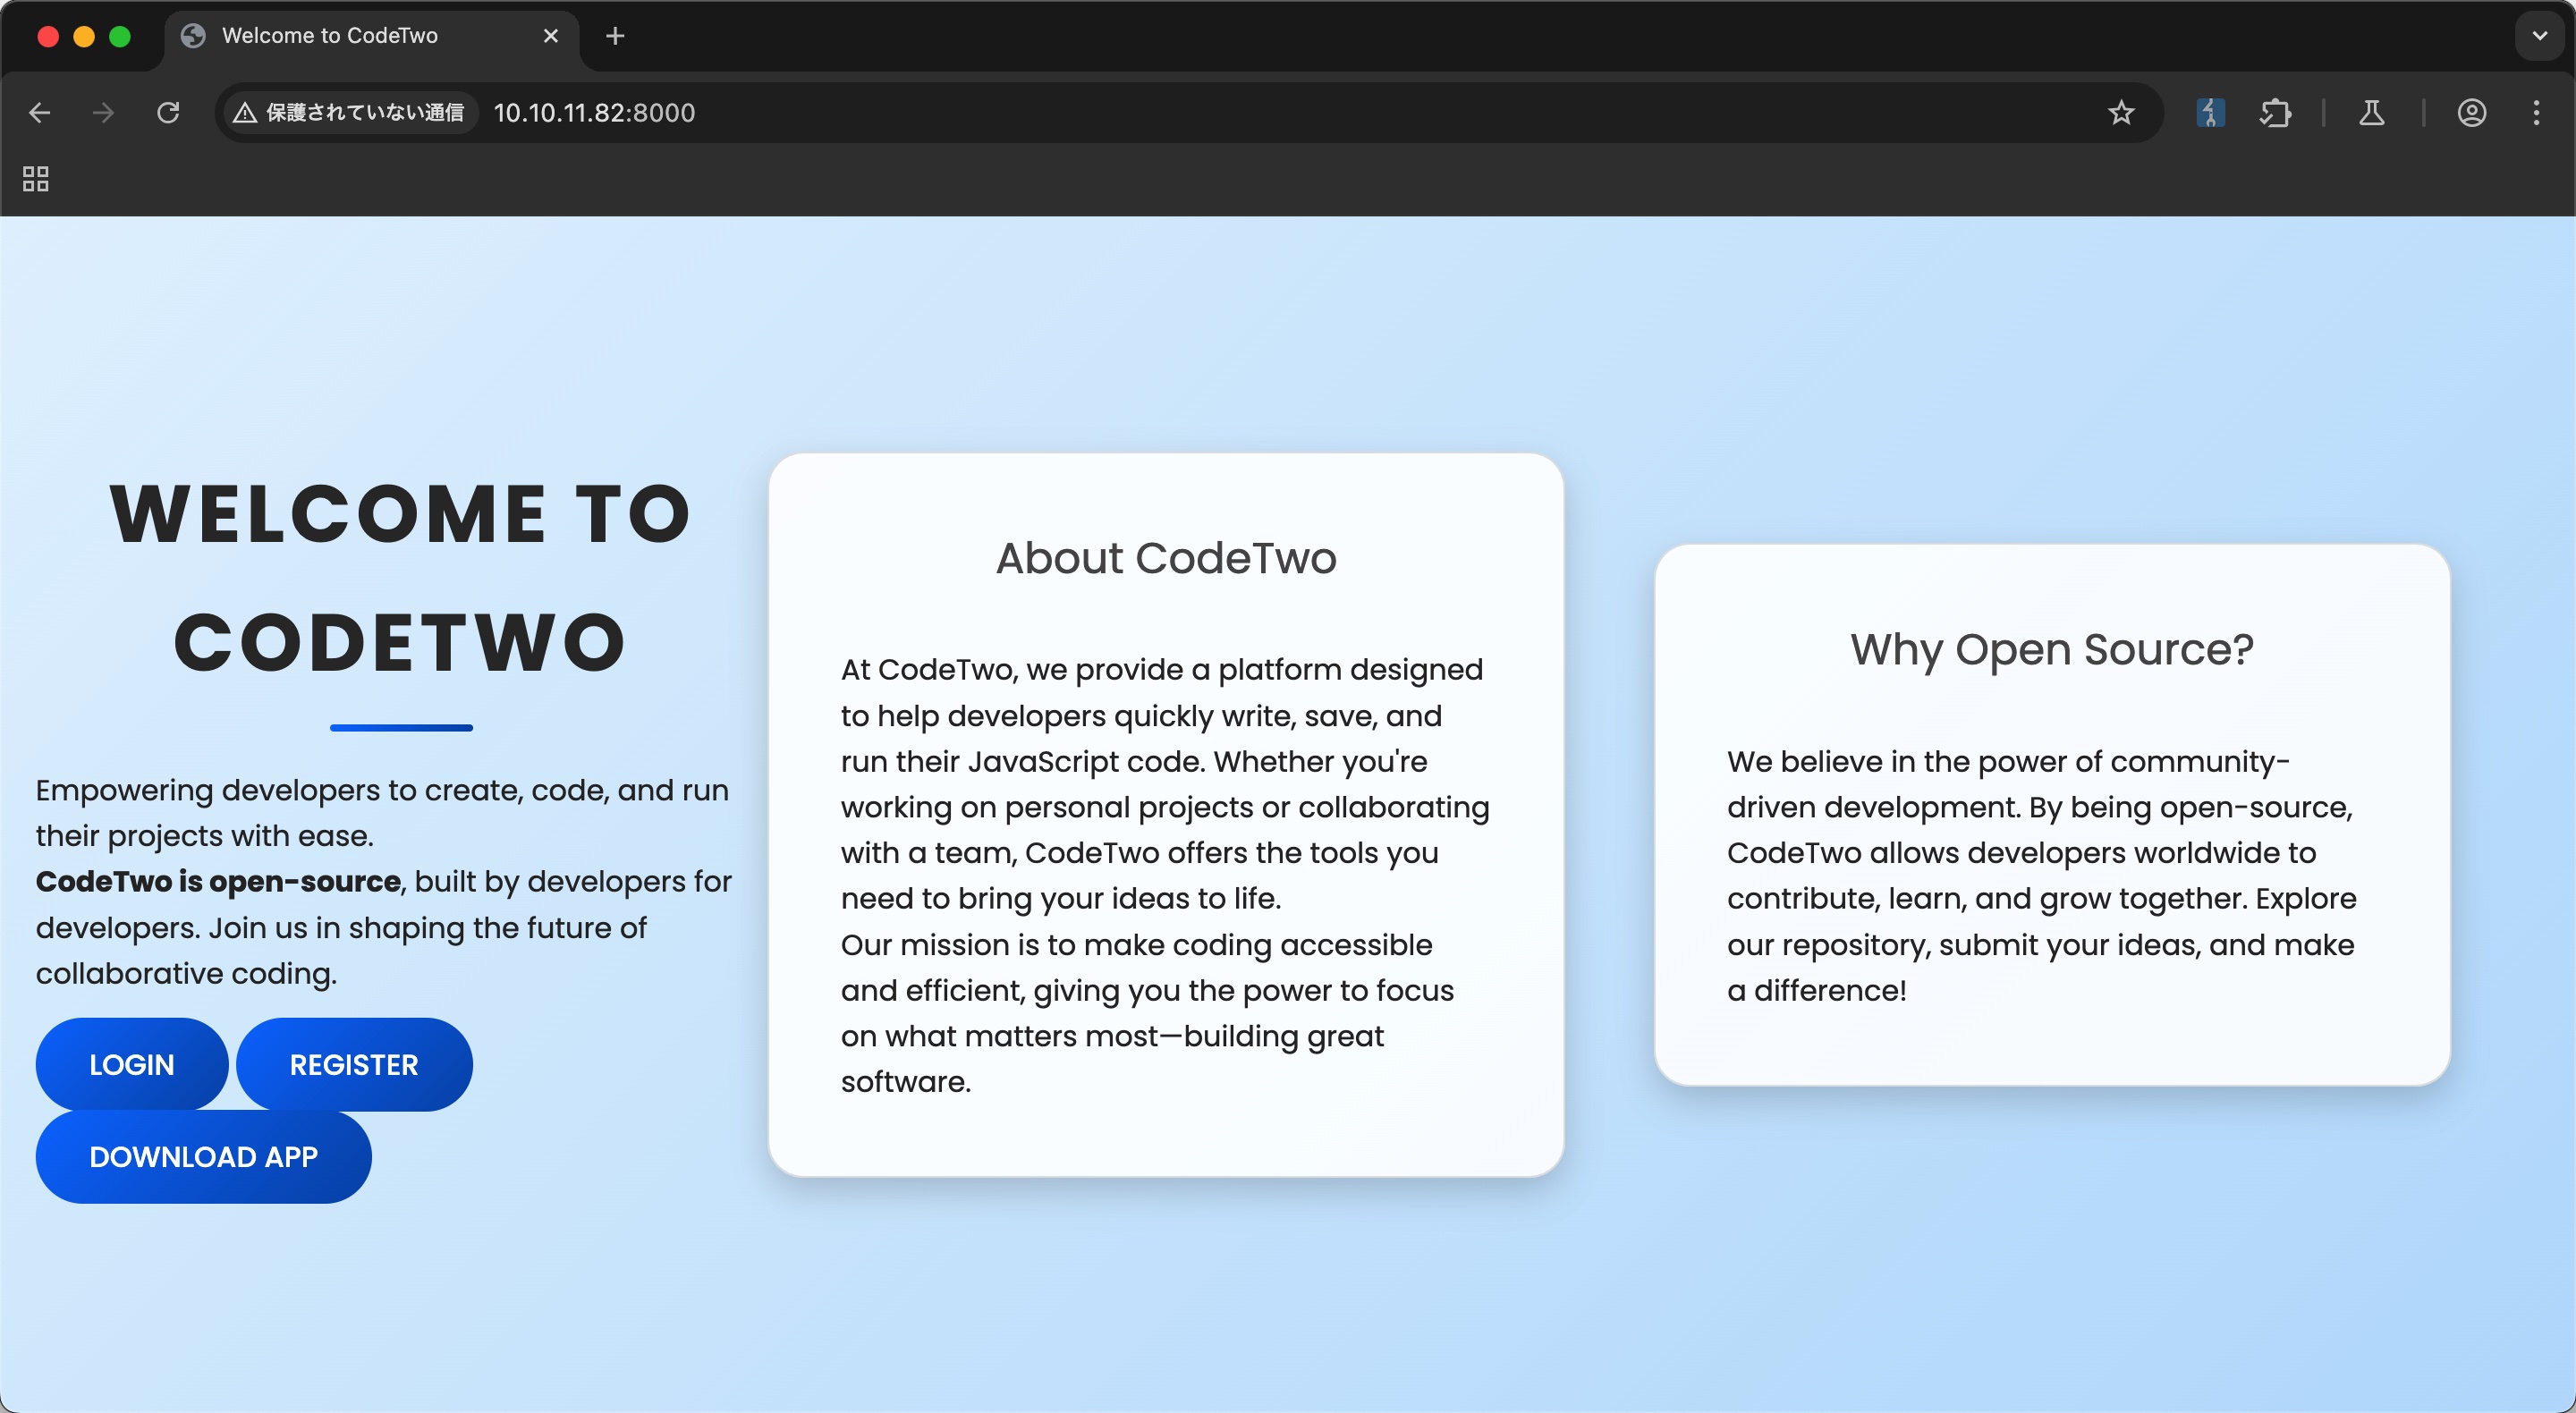 Welcome to CodeTwo
保護されていない通信 10.10.11.82:8000
WELCOME TO
CODETWO
Empowering developers to create, code, and run
their projects with ease.
CodeTwo is open-source, built by developers for
developers. Join us in shaping the future of
collaborative coding.
LOGIN
REGISTER
DOWNLOAD APP
About CodeTwo
At CodeTwo, we provide a platform designed
to help developers quickly write, save, and
run their JavaScript code. Whether you're
working on personal projects or collaborating
with a team, CodeTwo offers the tools you
need to bring your ideas to life.
Our mission is to make coding accessible
and efficient, giving you the power to focus
on what matters most—building great
software.
Why Open Source?
We believe in the power of community-
driven development. By being open-source,
CodeTwo allows developers worldwide to
contribute, learn, and grow together. Explore
our repository, submit your ideas, and make
a difference!